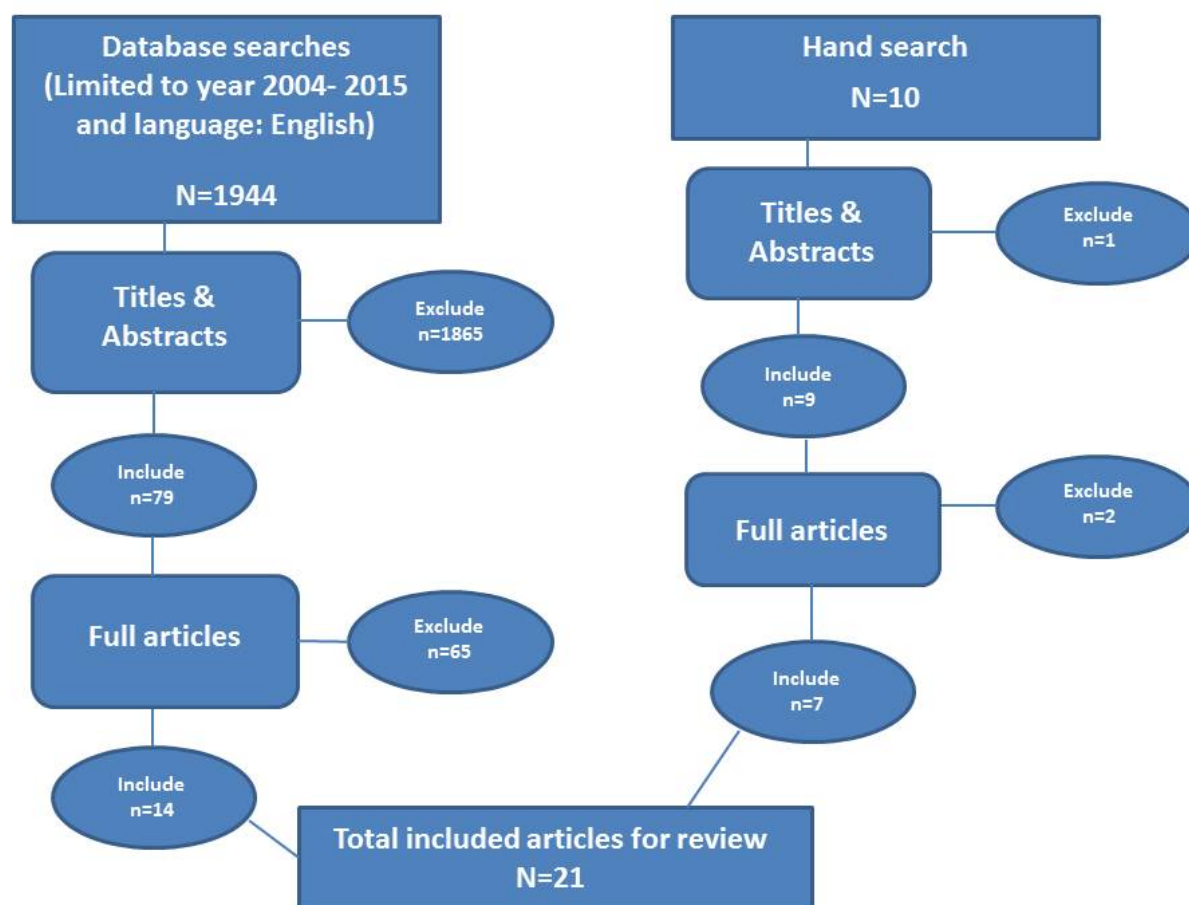 Database searches
(Limited to year 2004- 2015
and language: English)
N=1944
Titles &
Abstracts
Exclude
n=1865
Include
n=79
Full articles
Exclude
n=65
Include
n=14
Hand search
N=10
Titles &
Abstracts
Exclude
n=1
Include
n=9
Full articles
Exclude
n=2
Include
n=7
Total included articles for review
N=21